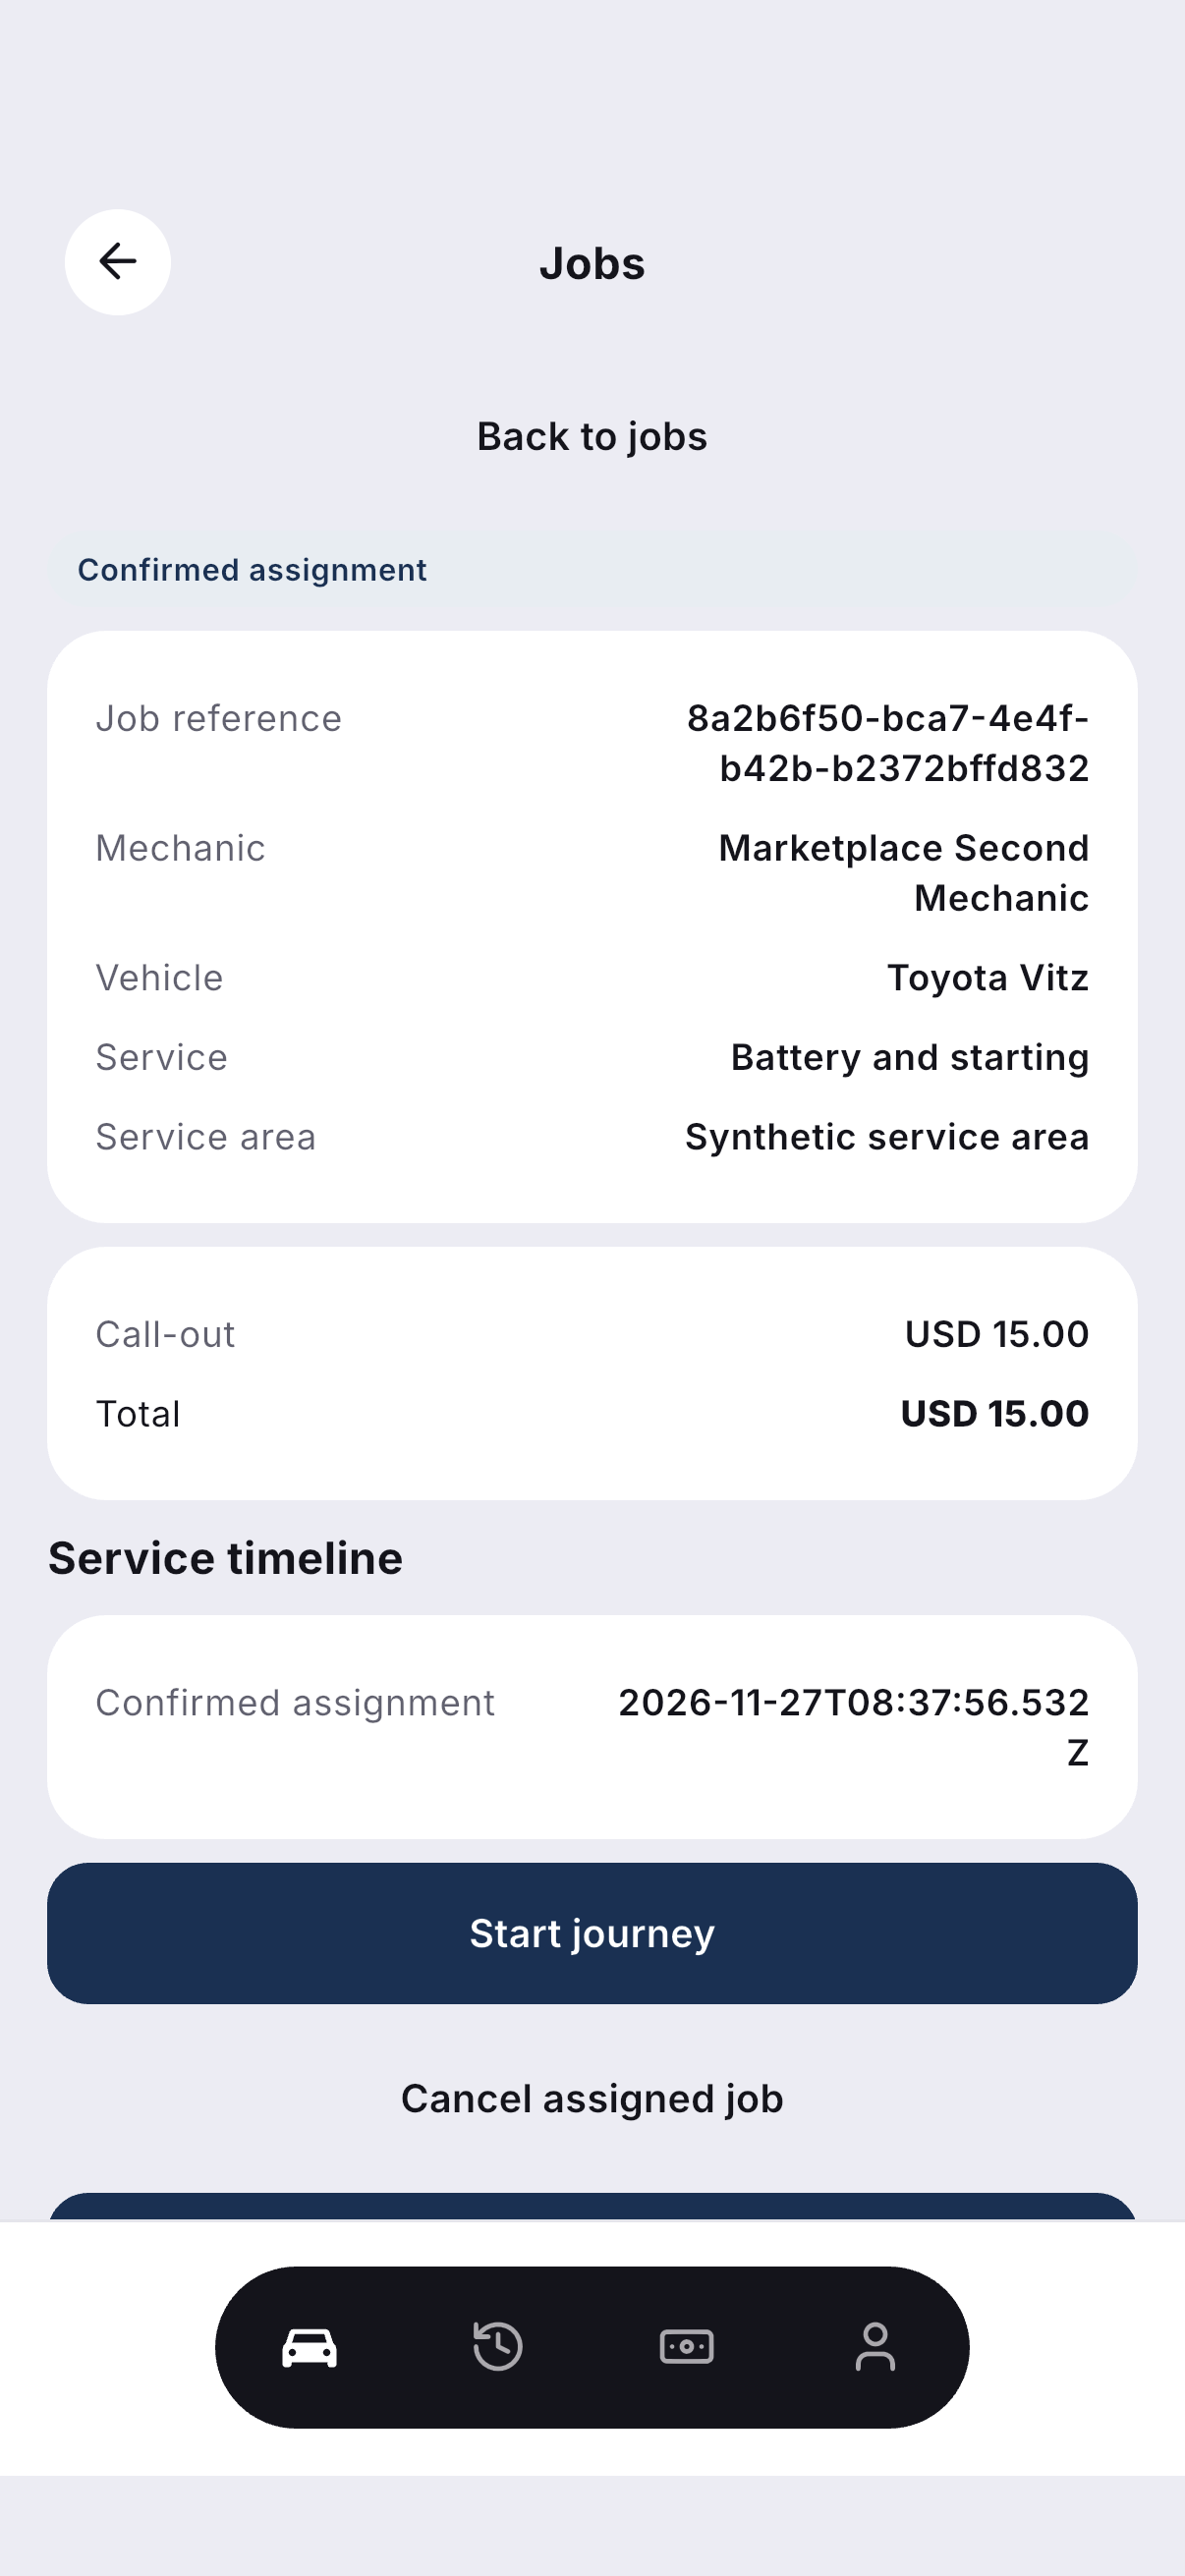 Jobs
Back to jobs
Confirmed assignment
Job reference 8a2b6f50-bca7-4e4f-
b42b-b2372bffd832
Mechanic Marketplace Second
Mechanic
Vehicle Toyota Vitz
Service Battery and starting
Service area Synthetic service area
Call-out USD 15.00
Total USD 15.00
Service timeline
Confirmed assignment 2026-11-27T08:37:56.532
Z
Start journey
Cancel assigned job